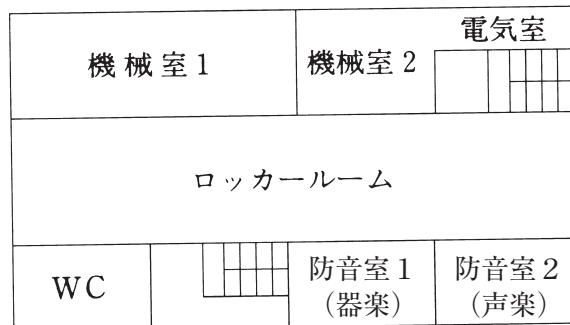 電気室
機械室1
機械室2
ロッカールーム
WC
防音室1
(器楽)
防音室2
(声楽)